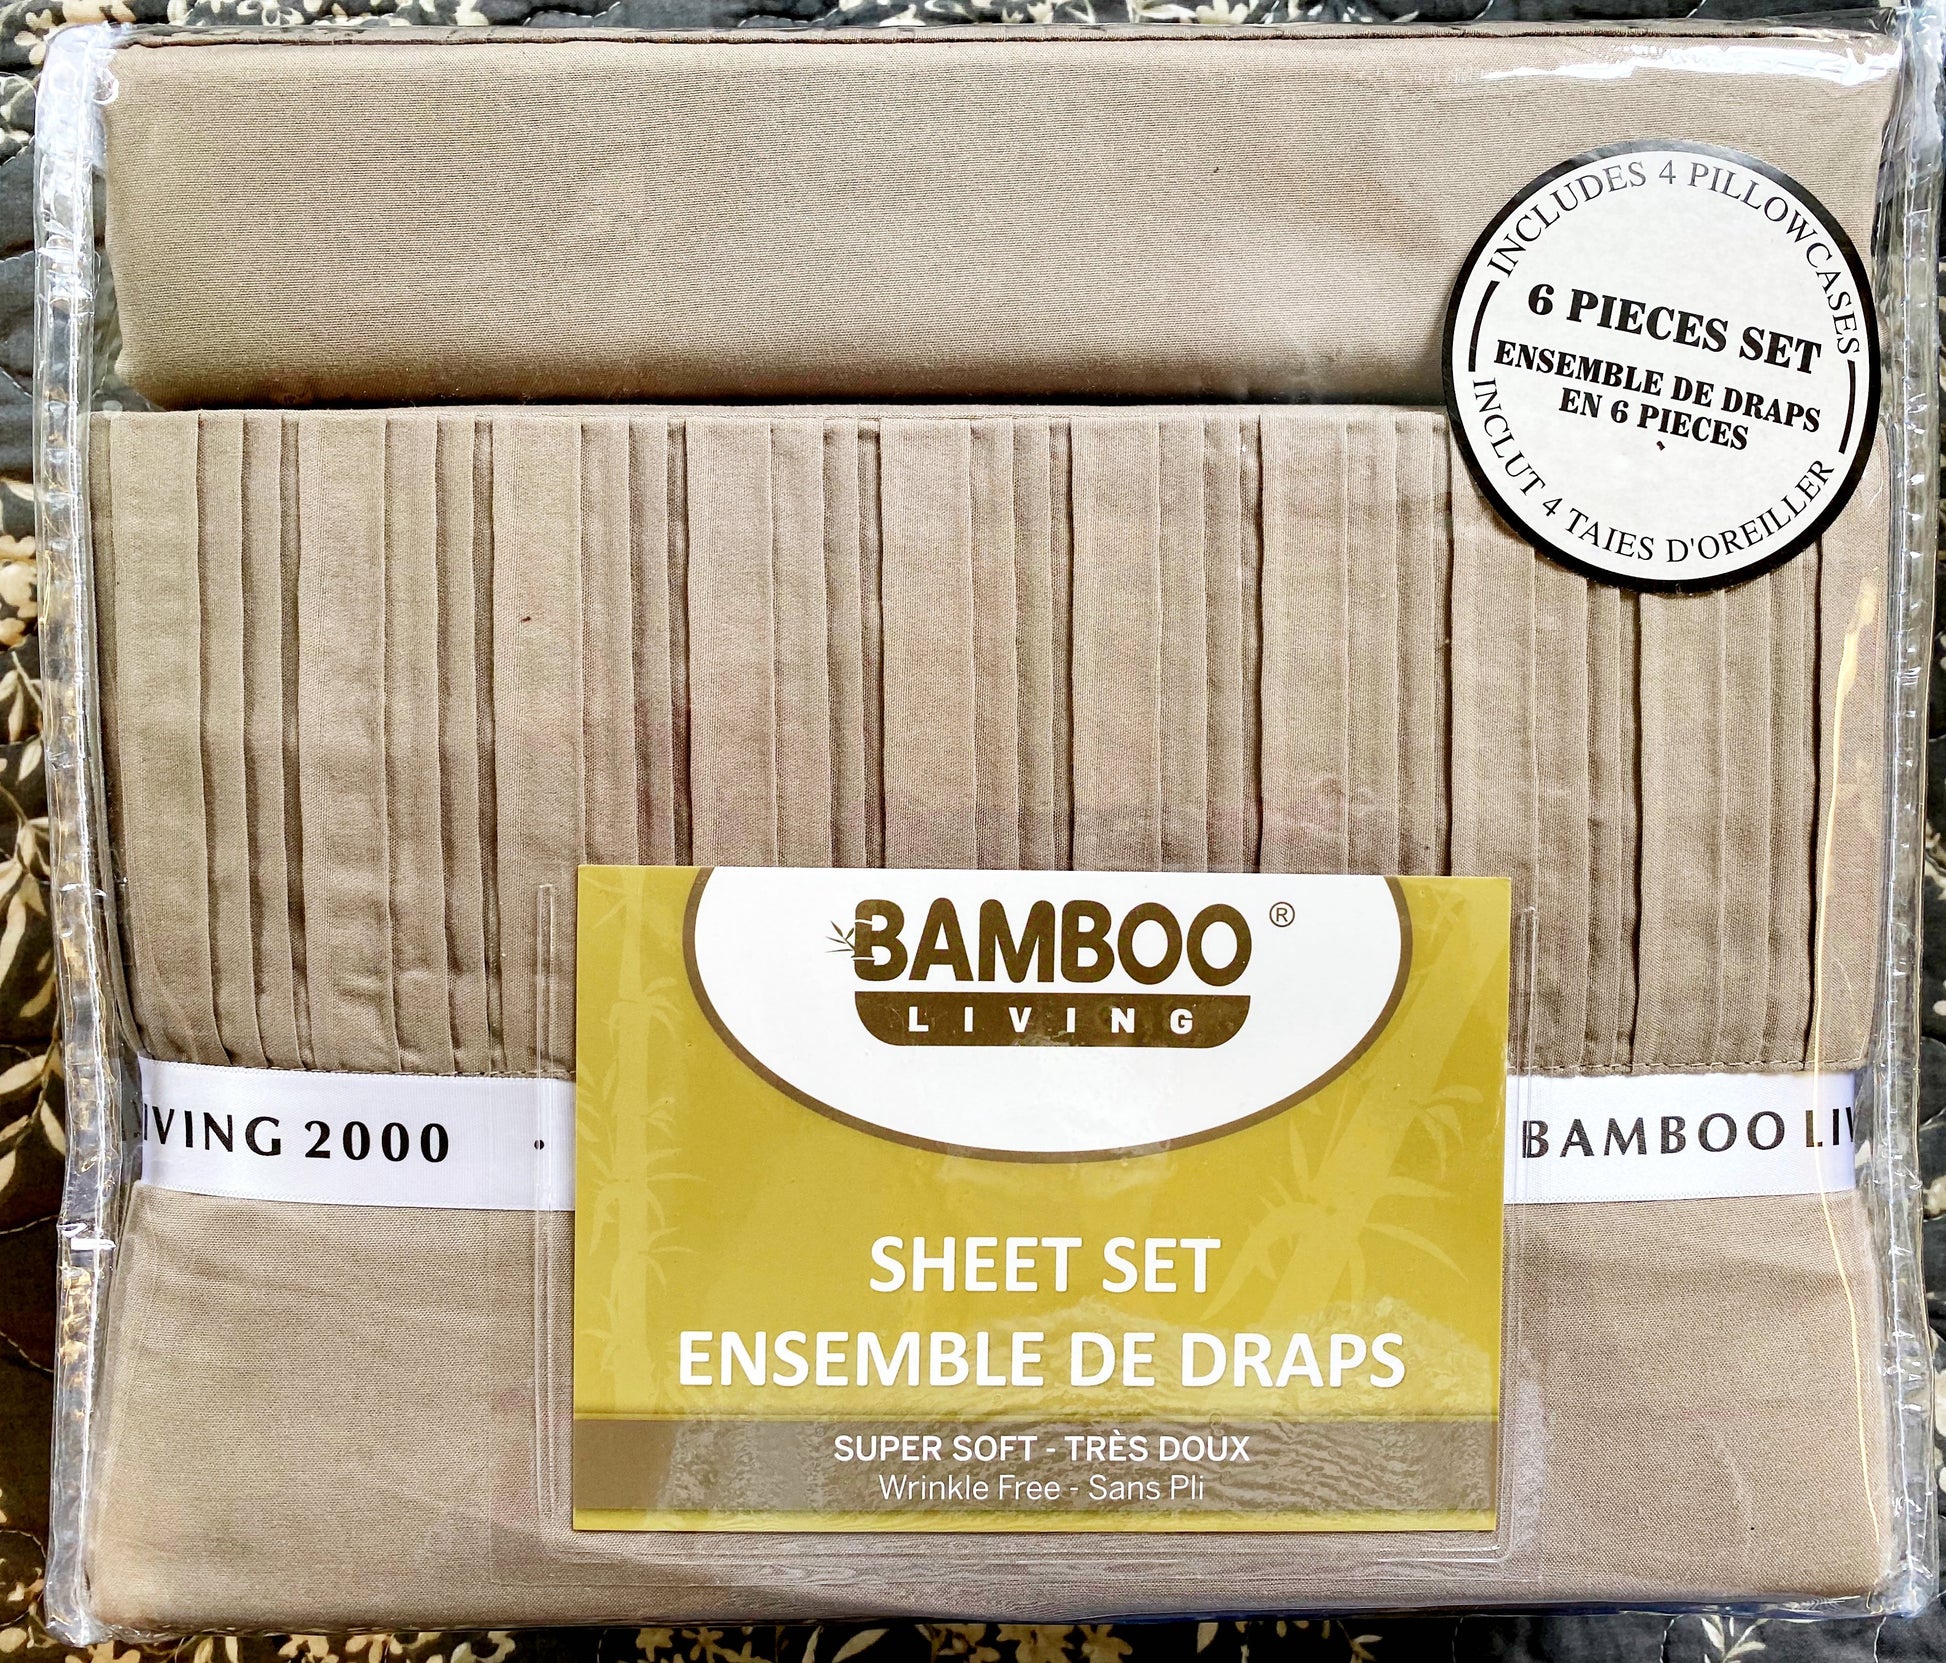 INCLUDES 4 PILLOWCASES
6 PIECES SET
ENSEMBLE DE DRAPS
EN 6 PIECES
INCLUT 4 TAIES D'OREILLER
BAMBOO ®
LIVING
IVING 2000 • BAMBOO LIV
SHEET SET
ENSEMBLE DE DRAPS
SUPER SOFT - TRÈS DOUX
Wrinkle Free - Sans Pli